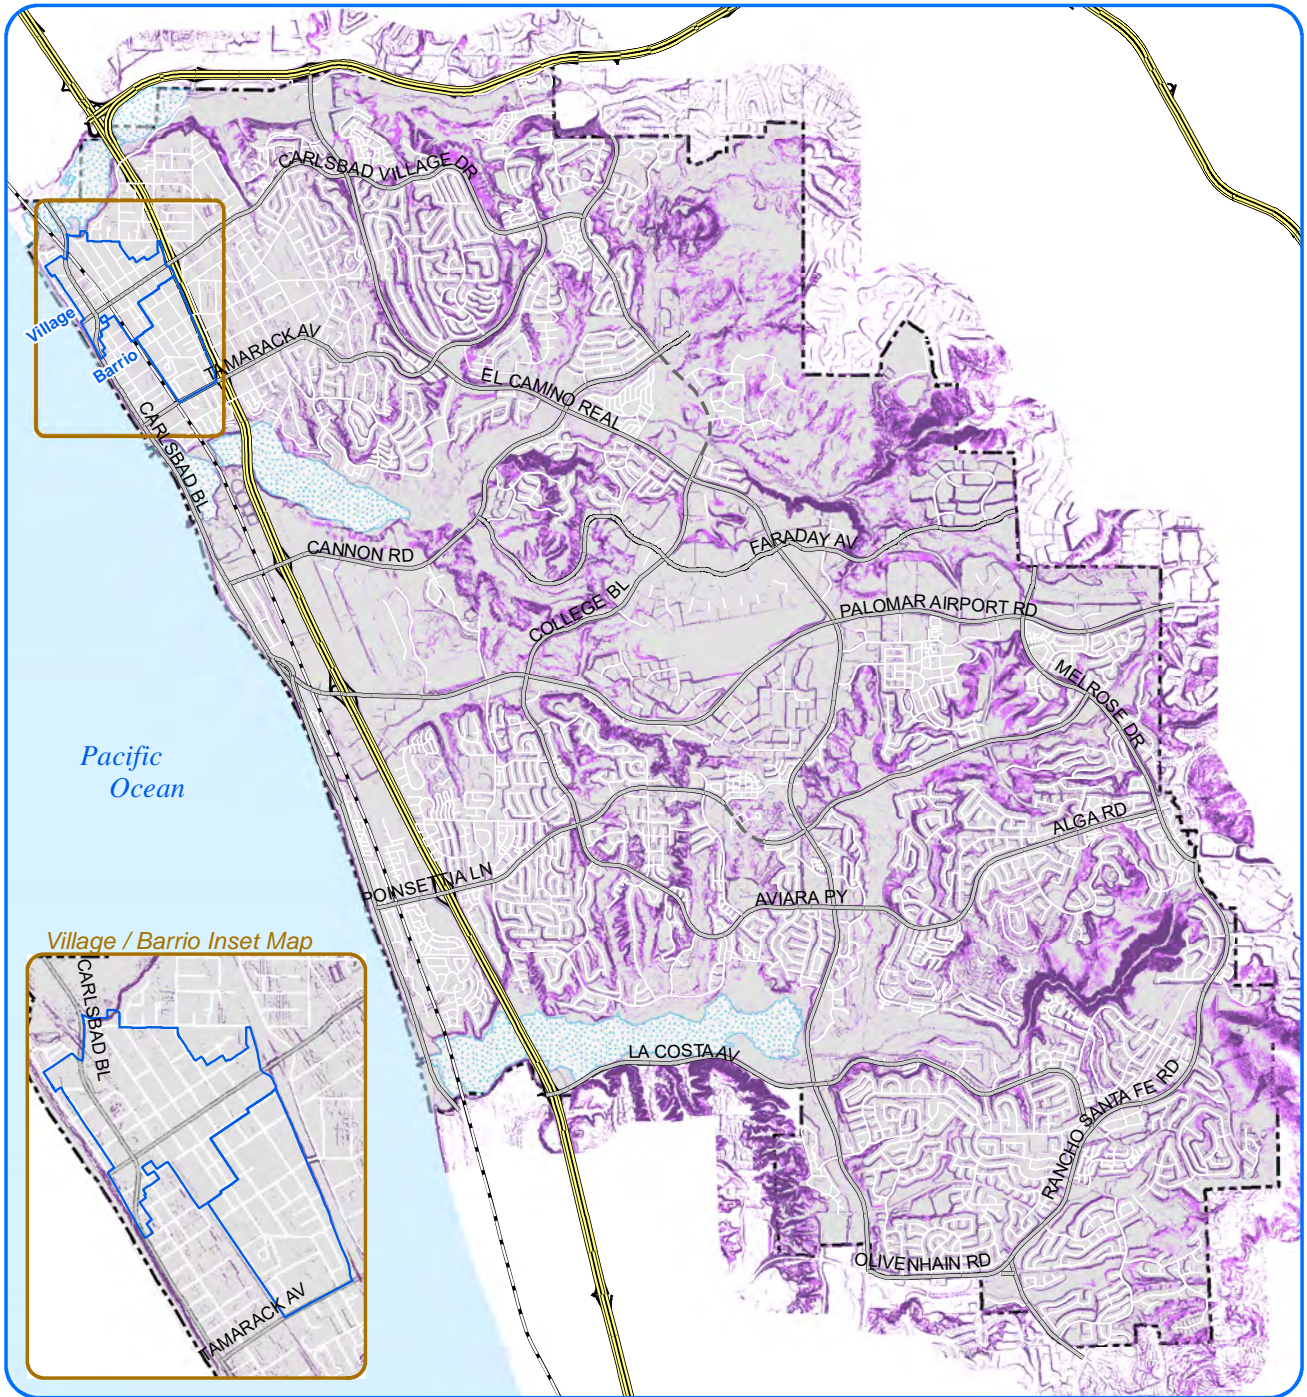 CARLSBAD VILLAGE DR
Village
Barrio
TAMARACK AV
EL CAMINO REAL
CARLSBAD BL
CANNON RD
FARADAY AV
COLLEGE BL
PALOMAR AIRPORT RD
MELROSE DR
Pacific
Ocean
ALGA RD
POINSETTIA LN
AVIARA PY
Village / Barrio Inset Map
CARLSBAD BL
LA COSTA AV
RANCHO SANTA FE RD
OLIVENHAIN RD
TAMARACK AV